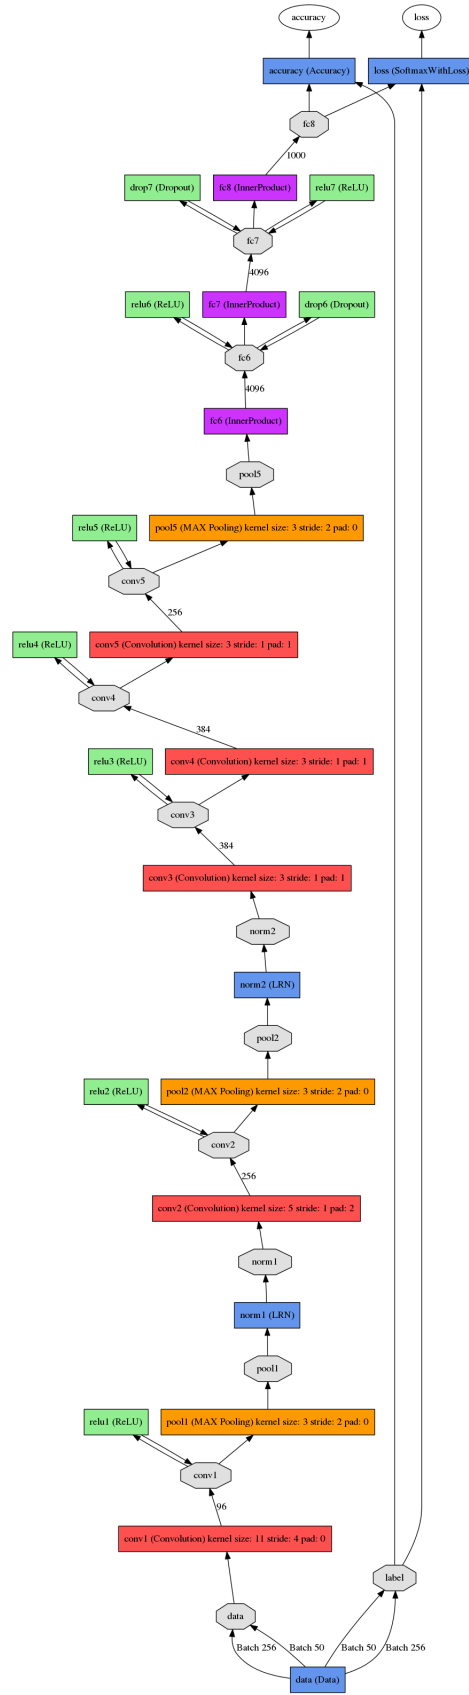 accuracy
loss
accuracy (Accuracy)
loss (SoftmaxWithLoss)
fc8
1000
drop7 (Dropout)
fc8 (InnerProduct)
relu7 (ReLU)
fc7
4096
relu6 (ReLU)
fc7 (InnerProduct)
drop6 (Dropout)
fc6
4096
fc6 (InnerProduct)
pool5
relu5 (ReLU)
pool5 (MAX Pooling) kernel size: 3 stride: 2 pad: 0
conv5
256
relu4 (ReLU)
conv5 (Convolution) kernel size: 3 stride: 1 pad: 1
conv4
384
relu3 (ReLU)
conv4 (Convolution) kernel size: 3 stride: 1 pad: 1
conv3
384
conv3 (Convolution) kernel size: 3 stride: 1 pad: 1
norm2
norm2 (LRN)
pool2
relu2 (ReLU)
pool2 (MAX Pooling) kernel size: 3 stride: 2 pad: 0
conv2
256
conv2 (Convolution) kernel size: 5 stride: 1 pad: 2
norm1
norm1 (LRN)
pool1
relu1 (ReLU)
pool1 (MAX Pooling) kernel size: 3 stride: 2 pad: 0
conv1
96
conv1 (Convolution) kernel size: 11 stride: 4 pad: 0
label
data
Batch 256
Batch 50
Batch 50
Batch 256
data (Data)